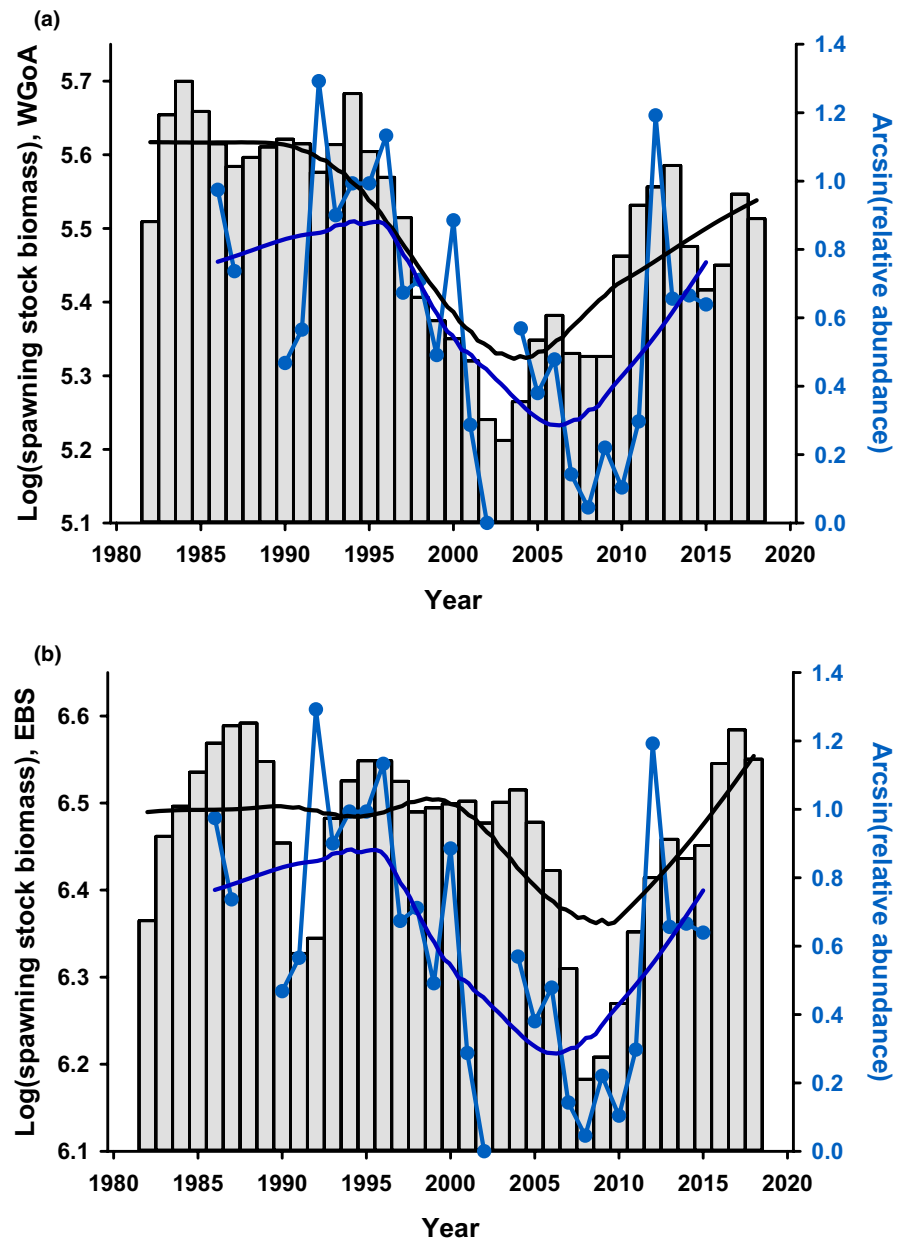 (a)
Log(spawning stock biomass), WGoA
5.7
5.6
5.5
5.4
5.3
5.2
5.1
1.4
1.2
1.0
0.8
0.6
0.4
0.2
0.0
Arcsin(relative abundance)
1980 1985 1990 1995 2000 2005 2010 2015 2020
Year
(b)
Log(spawning stock biomass), EBS
6.6
6.5
6.4
6.3
6.2
6.1
1.4
1.2
1.0
0.8
0.6
0.4
0.2
0.0
Arcsin(relative abundance)
1980 1985 1990 1995 2000 2005 2010 2015 2020
Year